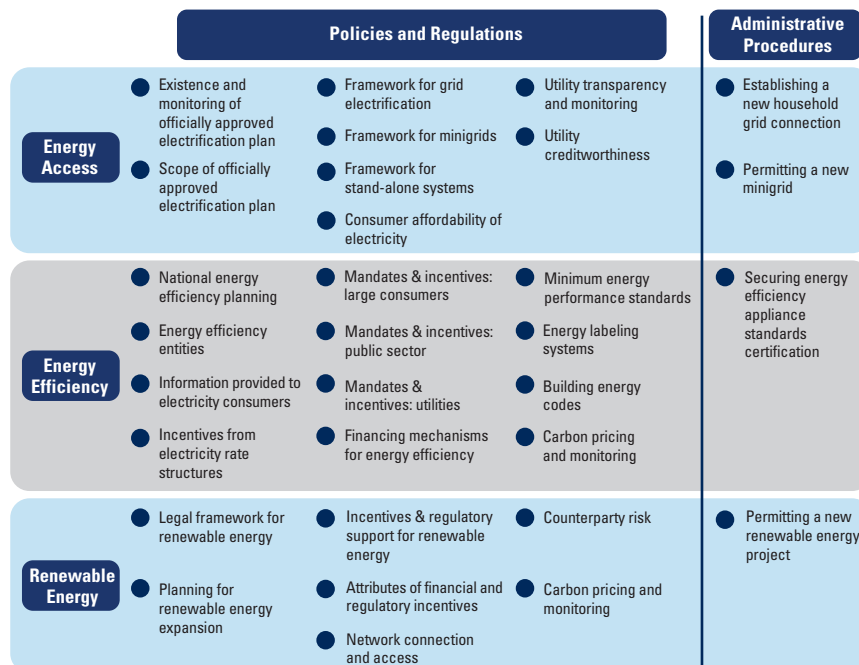 Policies and Regulations
Administrative
Procedures
Energy
Access
Existence and
monitoring of
officially approved
electrification plan
Scope of officially
approved
electrification plan
Framework for grid
electrification
Framework for minigrids
Framework for
stand-alone systems
Consumer affordability of
electricity
Utility transparency
and monitoring
Utility
creditworthiness
Establishing a
new household
grid connection
Permitting a new
minigrid
Energy
Efficiency
National energy
efficiency planning
Energy efficiency
entities
Information provided to
electricity consumers
Incentives from
electricity rate
structures
Mandates & incentives:
large consumers
Mandates & incentives:
public sector
Mandates &
incentives: utilities
Financing mechanisms
for energy efficiency
Minimum energy
performance standards
Energy labeling
systems
Building energy
codes
Carbon pricing
and monitoring
Securing energy
efficiency
appliance
standards
certification
Renewable
Energy
Legal framework for
renewable energy
Planning for
renewable energy
expansion
Incentives & regulatory
support for renewable
energy
Attributes of financial and
regulatory incentives
Network connection
and access
Counterparty risk
Carbon pricing and
monitoring
Permitting a new
renewable energy
project